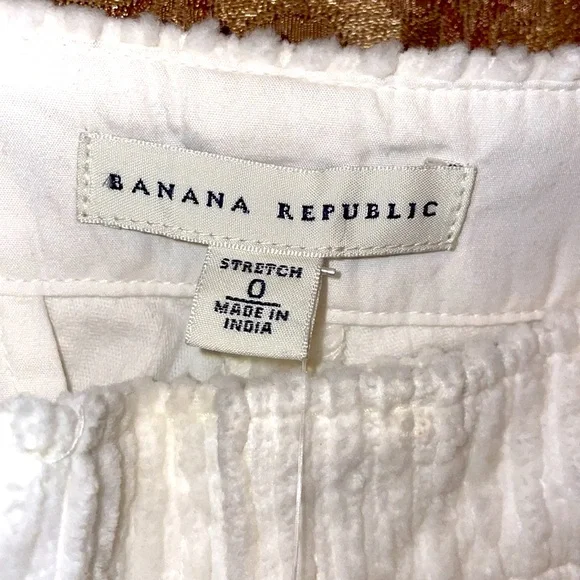 BANANA REPUBLIC
STRETCH
0
MADE IN
INDIA